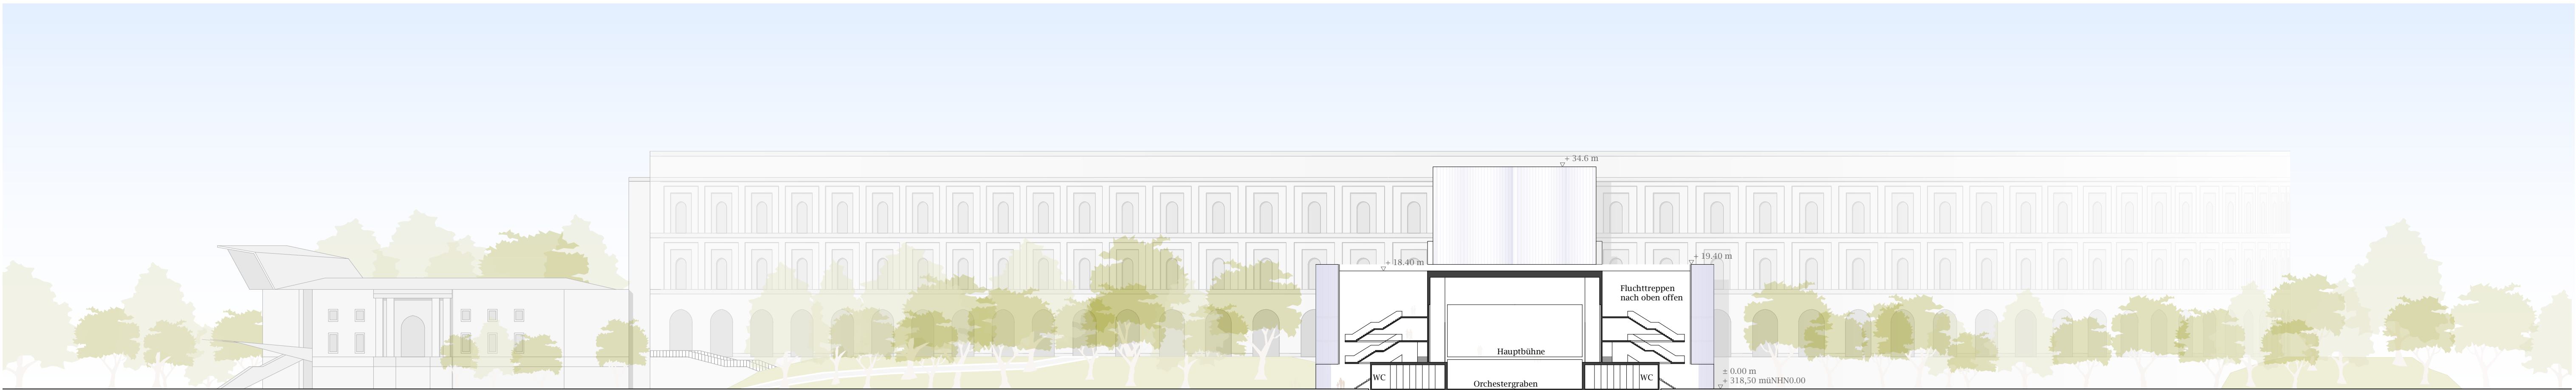 + 34.6 m
+ 18.40 m
+ 19.40 m
Fluchttreppen
nach oben offen
Hauptbühne
WC
Orchestergraben
WC
± 0.00 m
+ 318,50 müNHN0.00